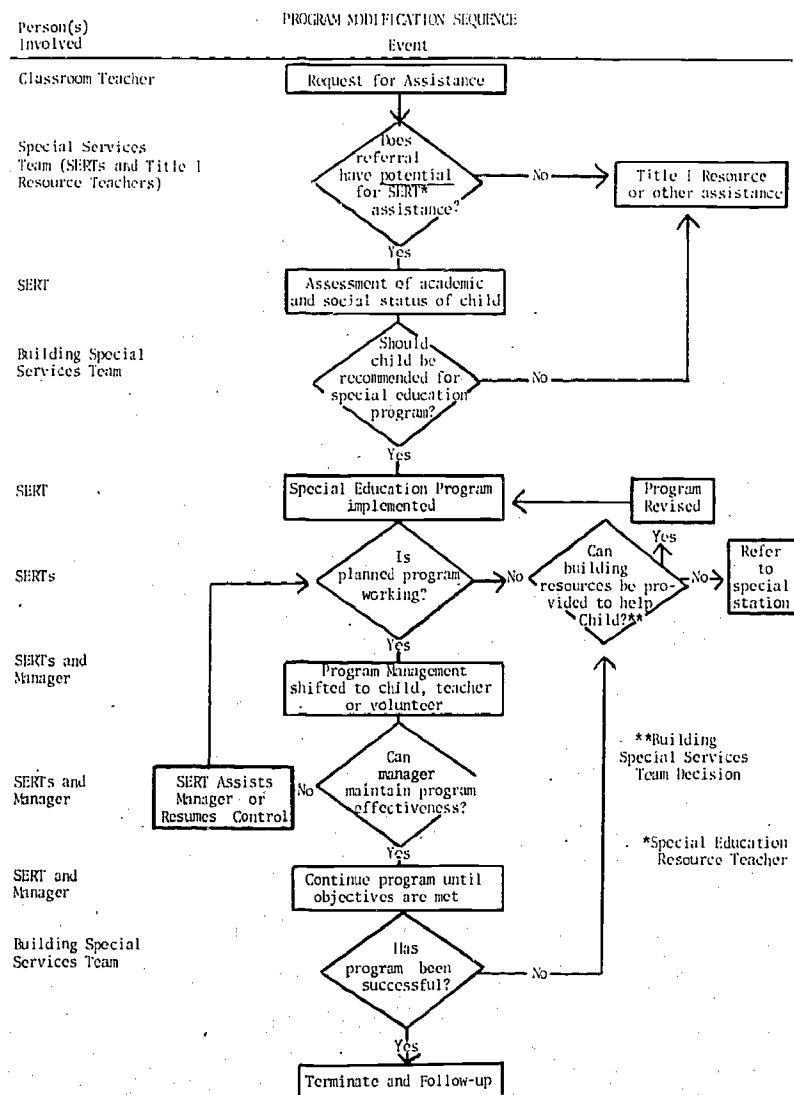 PROGRAM MODIFICATION SEQUENCE
Person(s)
Involved
Event
Classroom Teacher
Request for Assistance
Special Services
Team (SERTs and Title I
Resource Teachers)
Does
referral
have potential
for SERT*
assistance?
No
Title I Resource
or other assistance
Yes
SERT
Assessment of academic
and social status of child
Building Special
Services Team
Should
child be
recommended for
special education
program?
No
Yes
SERT
Special Education Program
implemented
Program
Revised
Yes
SERTs
Is
planned program
working?
No
Can
building
resources be pro-
vided to help
Child?**
No
Refer
to
special
station
Yes
SERTs and
Manager
Program Management
shifted to child, teacher
or volunteer
**Building
Special Services
Team Decision
SERTs and
Manager
SERT Assists
Manager or
Resumes Control
No
Can
manager
maintain program
effectiveness?
*Special Education
Resource Teacher
Yes
SERT and
Manager
Continue program until
objectives are met
Building Special
Services Team
Has
program been
successful?
No
Yes
Terminate and Follow-up